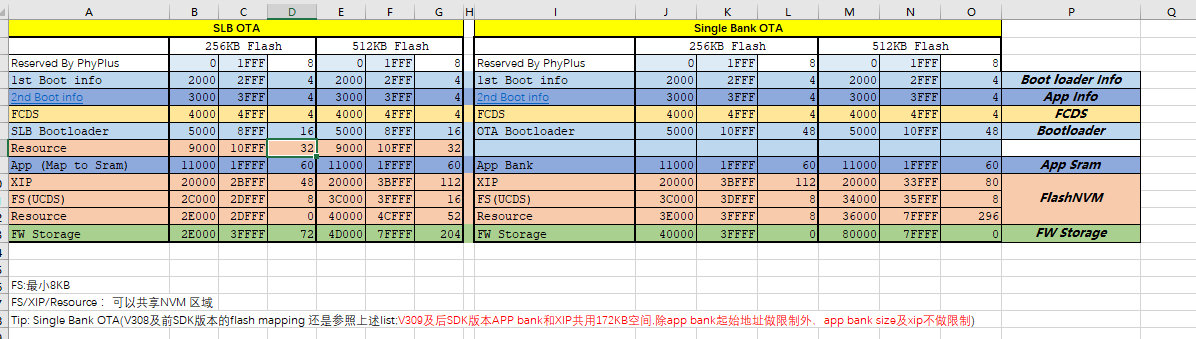 A B C D E F G H I J K L M N O P Q
SLB OTA Single Bank OTA
256KB Flash 512KB Flash 256KB Flash 512KB Flash
Reserved By PhyPlus 0 1FFF 8 0 1FFF 8 Reserved By PhyPlus 0 1FFF 8 0 1FFF 8
1st Boot info 2000 2FFF 4 2000 2FFF 4 1st Boot info 2000 2FFF 4 2000 2FFF 4 Boot loader Info
2nd Boot info 3000 3FFF 4 3000 3FFF 4 2nd Boot info 3000 3FFF 4 3000 3FFF 4 App Info
FCDS 4000 4FFF 4 4000 4FFF 4 FCDS 4000 4FFF 4 4000 4FFF 4 FCDS
SLB Bootloader 5000 8FFF 16 5000 8FFF 16 OTA Bootloader 5000 10FFF 48 5000 10FFF 48 Bootloader
Resource 9000 10FFF 32 9000 10FFF 32
App (Map to Sram) 11000 1FFFF 60 11000 1FFFF 60 App Bank 11000 1FFFF 60 11000 1FFFF 60 App Sram
XIP 20000 2BFFF 48 20000 3BFFF 112 XIP 20000 3BFFF 112 20000 33FFF 80
FS(UCDS) 2C000 2DFFF 8 3C000 3FFFF 16 FS(UCDS) 3C000 3DFFF 8 34000 35FFF 8 FlashNVM
Resource 2E000 2DFFF 0 40000 4CFFF 52 Resource 3E000 3FFFF 8 36000 7FFFF 296
FW Storage 2E000 3FFFF 72 4D000 7FFFF 204 FW Storage 40000 3FFFF 0 80000 7FFFF 0 FW Storage
FS:最小8KB
FS/XIP/Resource： 可以共享NVM 区域
Tip: Single Bank OTA(V308及前SDK版本的flash mapping 还是参照上述list;V309及后SDK版本APP bank和XIP共用172KB空间.除app bank起始地址做限制外．app bank size及xip不做限制)